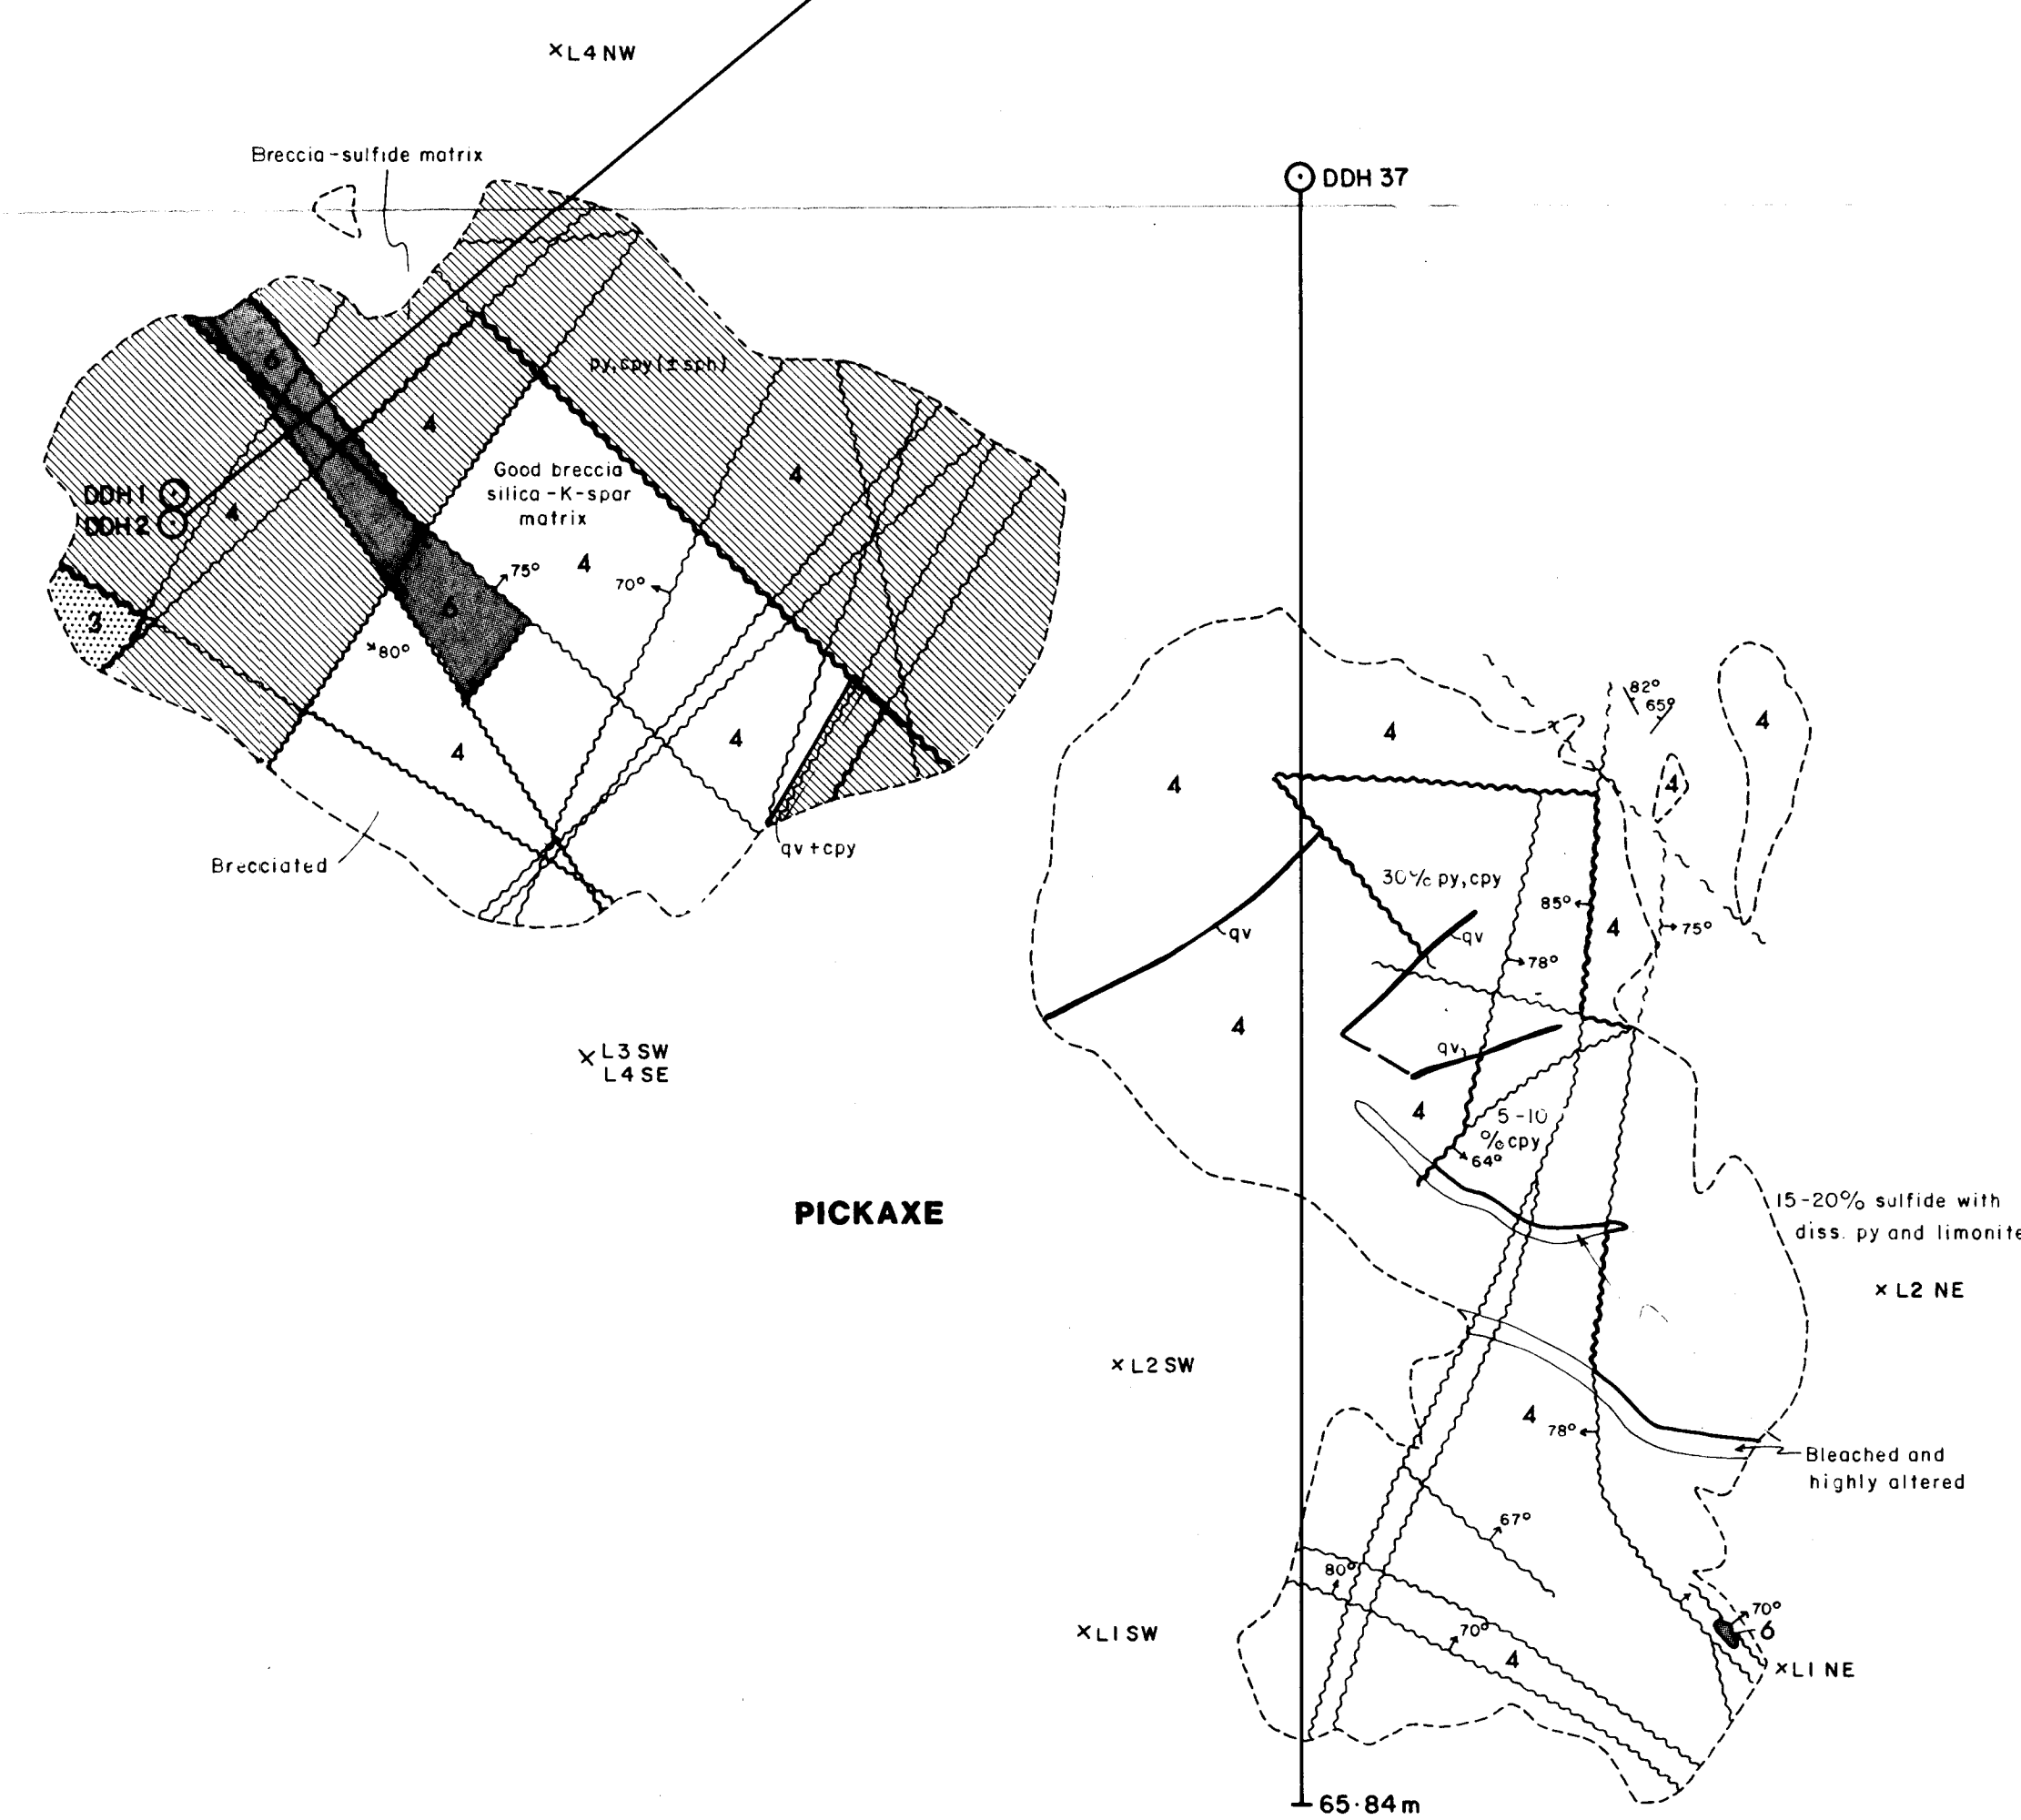 ×L4 NW
Breccia-sulfide matrix
DDH 37
6
py,cpy(±sph)
4
4
Good breccia
silica-K-spar
matrix
DDH 1
DDH 2
4
4
75°
70°
6
3
80°
4
4
Brecciated
qv+cpy
82°
65°
4
4
4
4
30% py,cpy
85°
4
75°
qv
qv
78°
4
×L3 SW
L4 SE
qv
4
5-10
% cpy
64°
PICKAXE
15-20% sulfide with
diss. py and limonite
×L2 NE
×L2 SW
4
78°
Bleached and
highly altered
67°
80°
70°
6
×L1 SW
70°
4
×L1 NE
65·84m